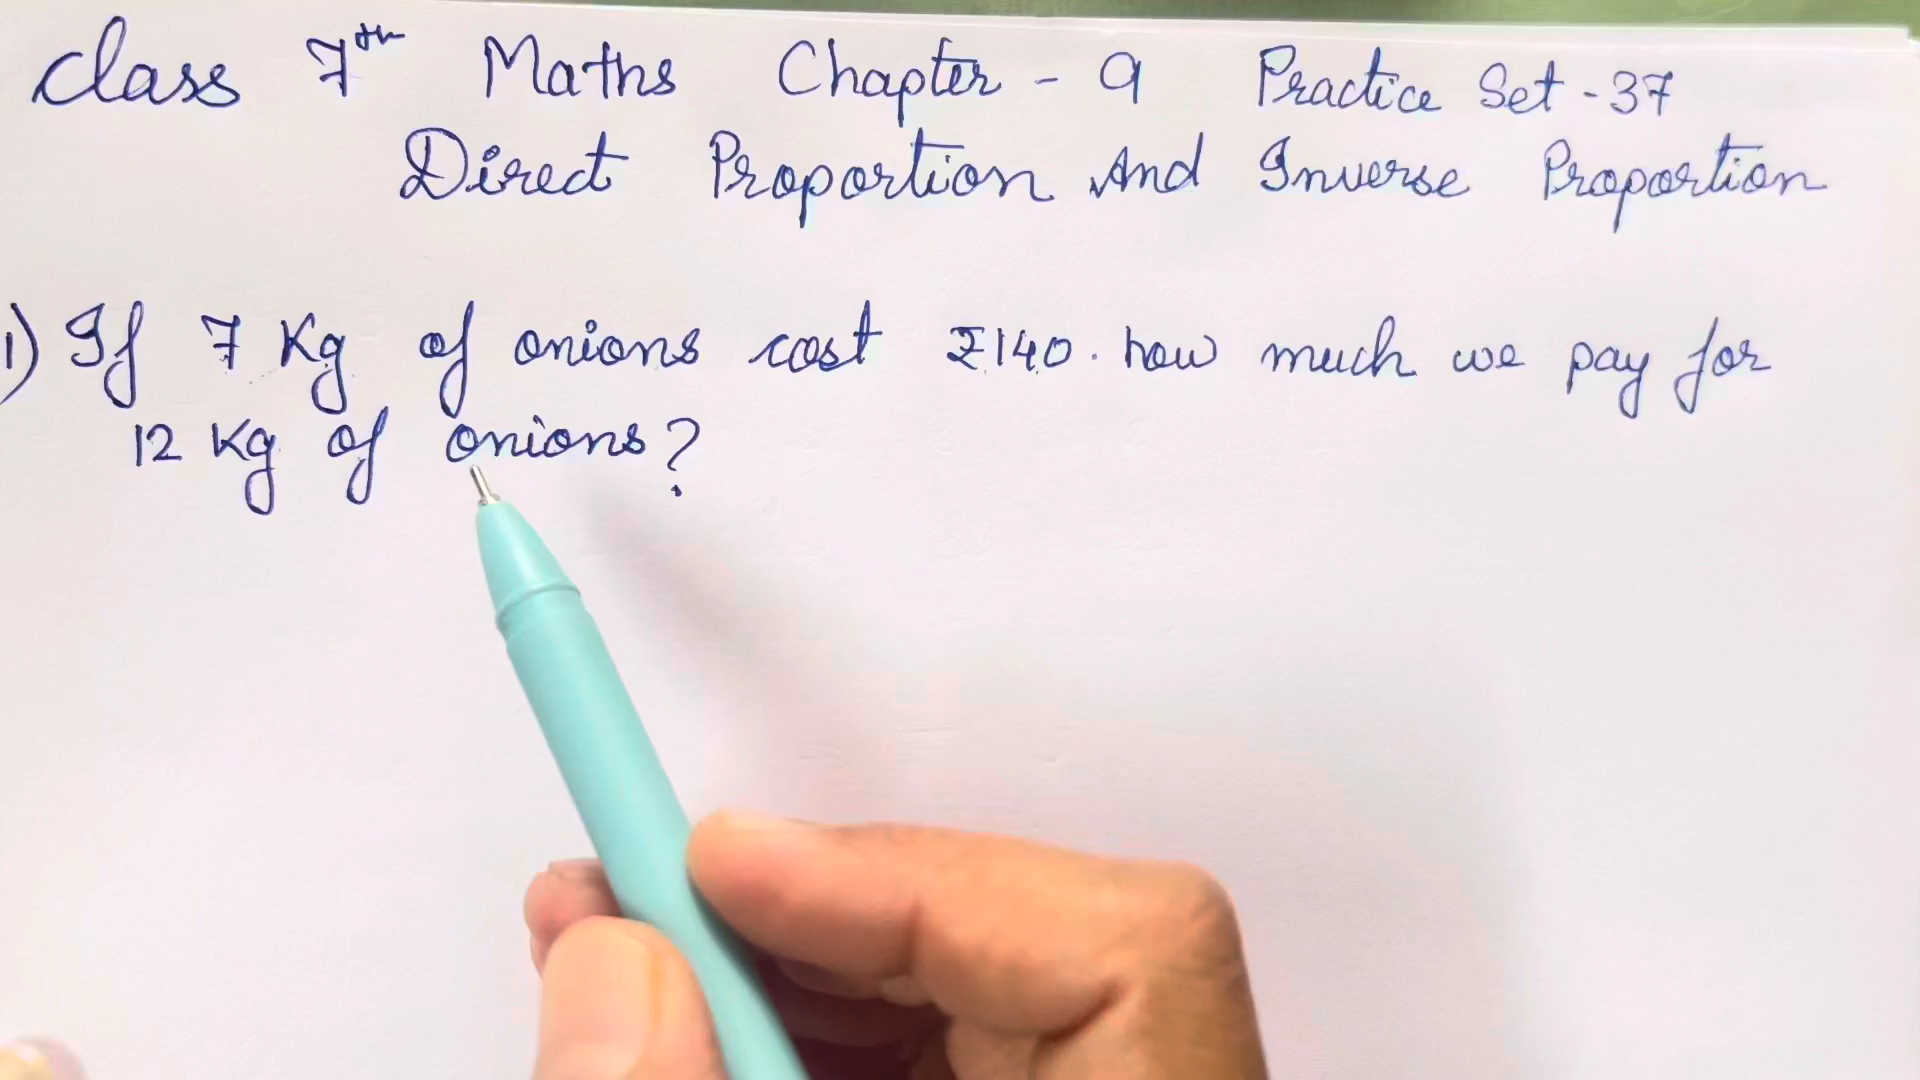 Class 7th Maths Chapter - 9 Practice Set - 37
Direct Proportion And Inverse Proportion
1) If 7 Kg of onions cost ₹140. how much we pay for
12 Kg of onions?